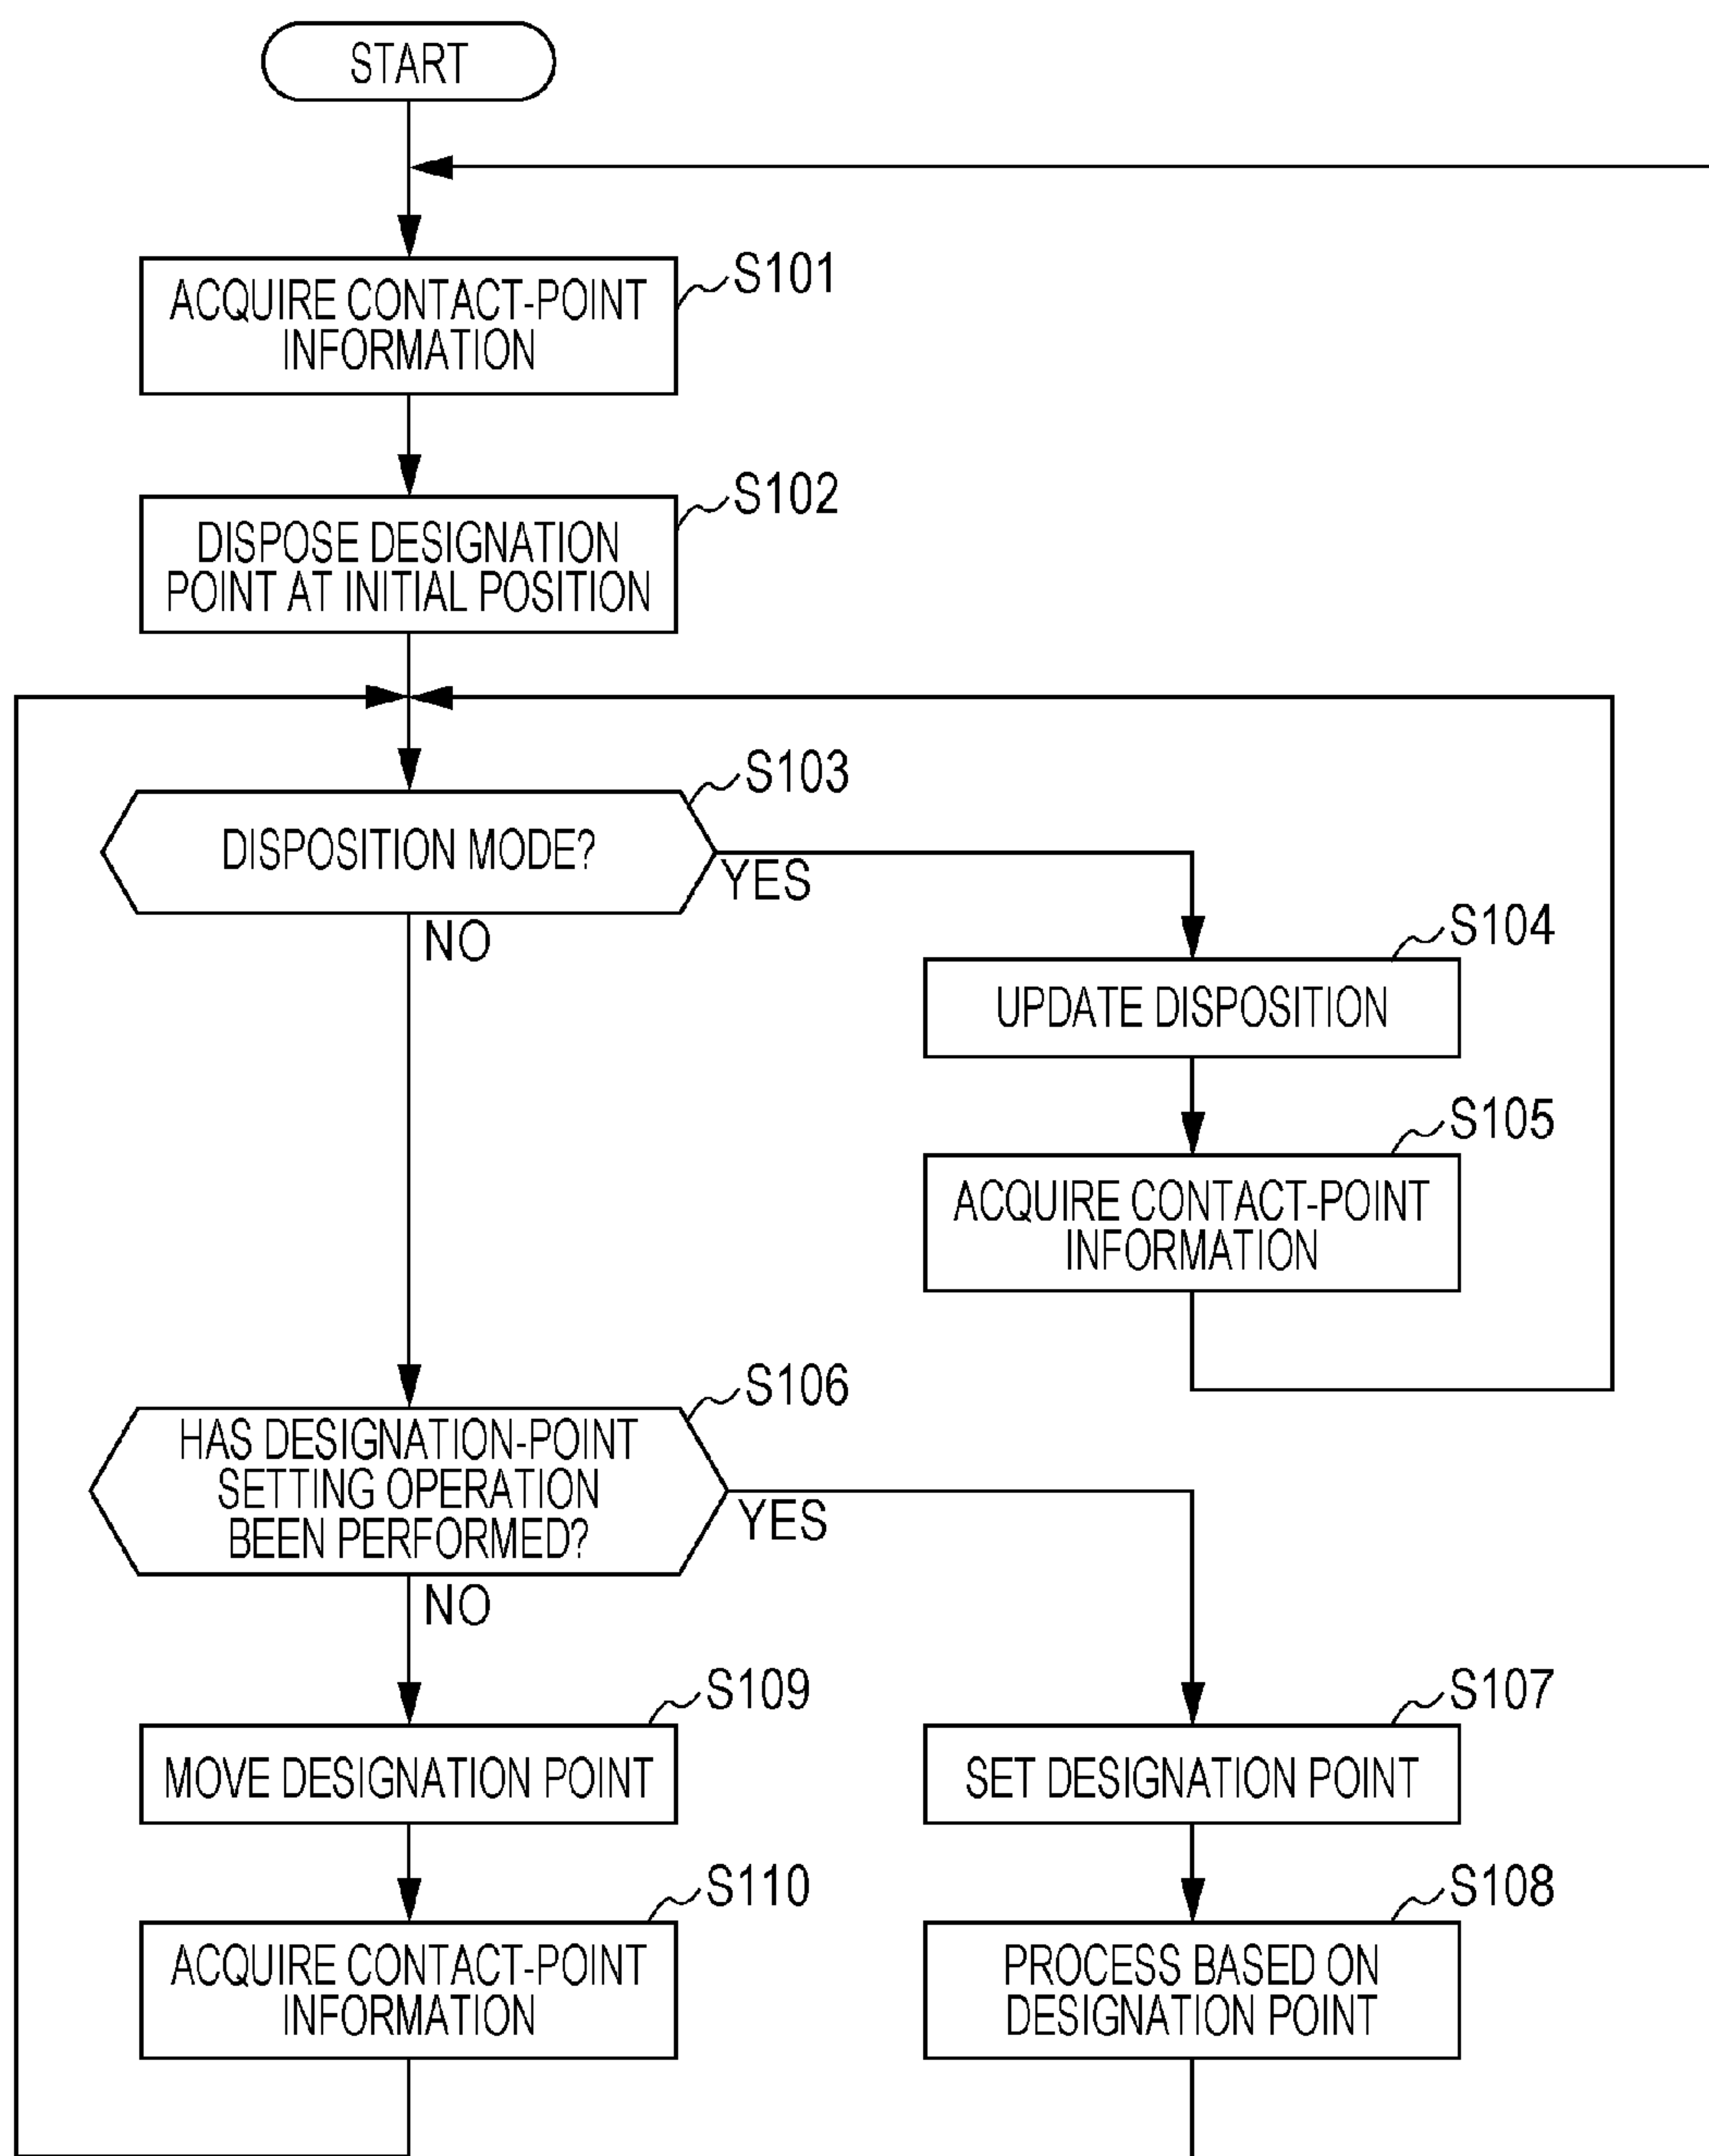 START
S101
ACQUIRE CONTACT-POINT
INFORMATION
S102
DISPOSE DESIGNATION
POINT AT INITIAL POSITION
S103
DISPOSITION MODE?
YES
NO
S104
UPDATE DISPOSITION
S105
ACQUIRE CONTACT-POINT
INFORMATION
S106
HAS DESIGNATION-POINT
SETTING OPERATION
BEEN PERFORMED?
YES
NO
S109
MOVE DESIGNATION POINT
S107
SET DESIGNATION POINT
S110
ACQUIRE CONTACT-POINT
INFORMATION
S108
PROCESS BASED ON
DESIGNATION POINT